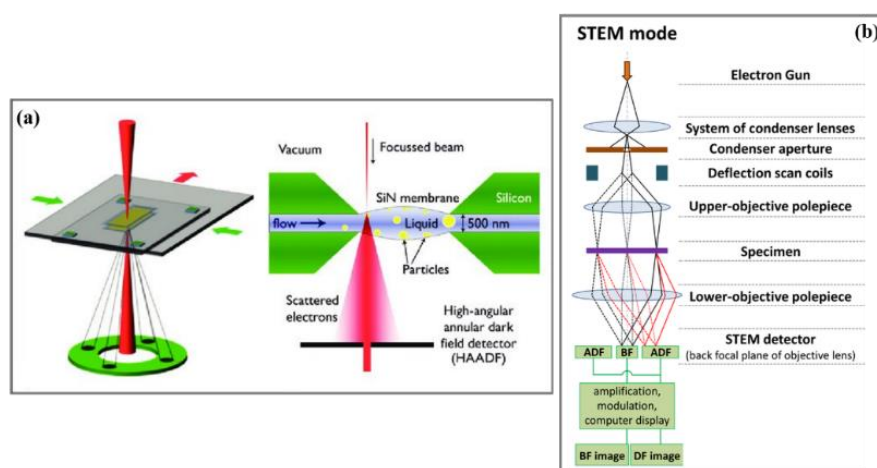 (a)
Vacuum
Focussed beam
SiN membrane
Silicon
flow
Liquid
500 nm
Particles
Scattered
electrons
High-angular
annular dark
field detector
(HAADF)
STEM mode
(b)
Electron Gun
System of condenser lenses
Condenser aperture
Deflection scan coils
Upper-objective polepiece
Specimen
Lower-objective polepiece
STEM detector
(back focal plane of objective lens)
ADF BF ADF
amplification,
modulation,
computer display
BF image DF image